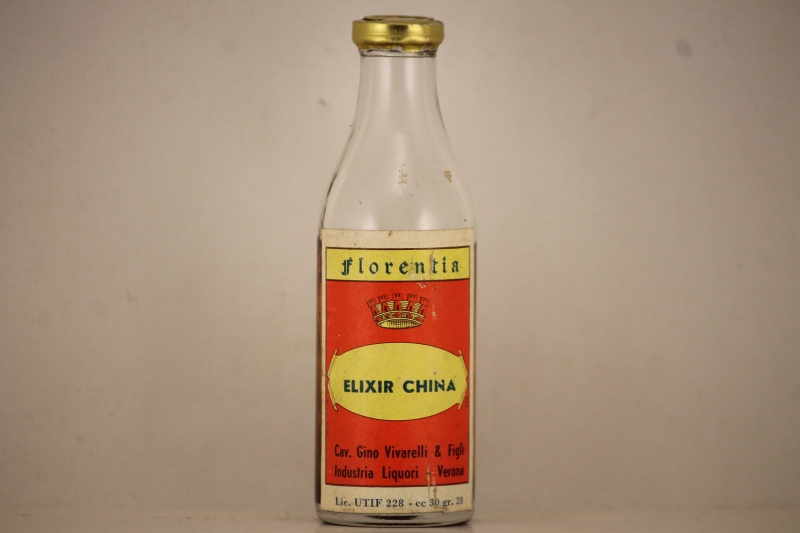 Florentia
ELIXIR CHINA
Cav. Gino Vivarelli & Figli
Industria Liquori - Verona
Lic. UTIF 228 - cc 30 gr. 28